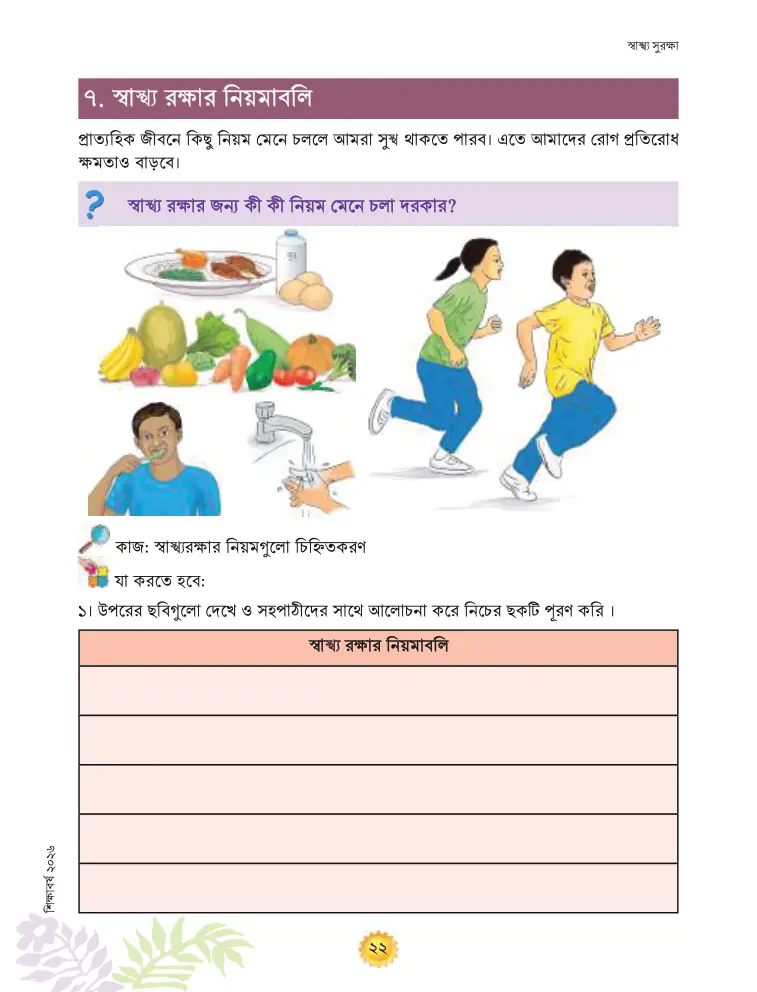 স্বাস্থ্য সুরক্ষা
৭. স্বাস্থ্য রক্ষার নিয়মাবলি
প্রাত্যহিক জীবনে কিছু নিয়ম মেনে চললে আমরা সুস্থ থাকতে পারব। এতে আমাদের রোগ প্রতিরোধ
ক্ষমতাও বাড়বে।
? স্বাস্থ্য রক্ষার জন্য কী কী নিয়ম মেনে চলা দরকার?
কাজ: স্বাস্থ্যরক্ষার নিয়মগুলো চিহ্নিতকরণ
যা করতে হবে:
১। উপরের ছবিগুলো দেখে ও সহপাঠীদের সাথে আলোচনা করে নিচের ছকটি পূরণ করি ।
স্বাস্থ্য রক্ষার নিয়মাবলি
শিক্ষাবর্ষ ২০২৬
২২